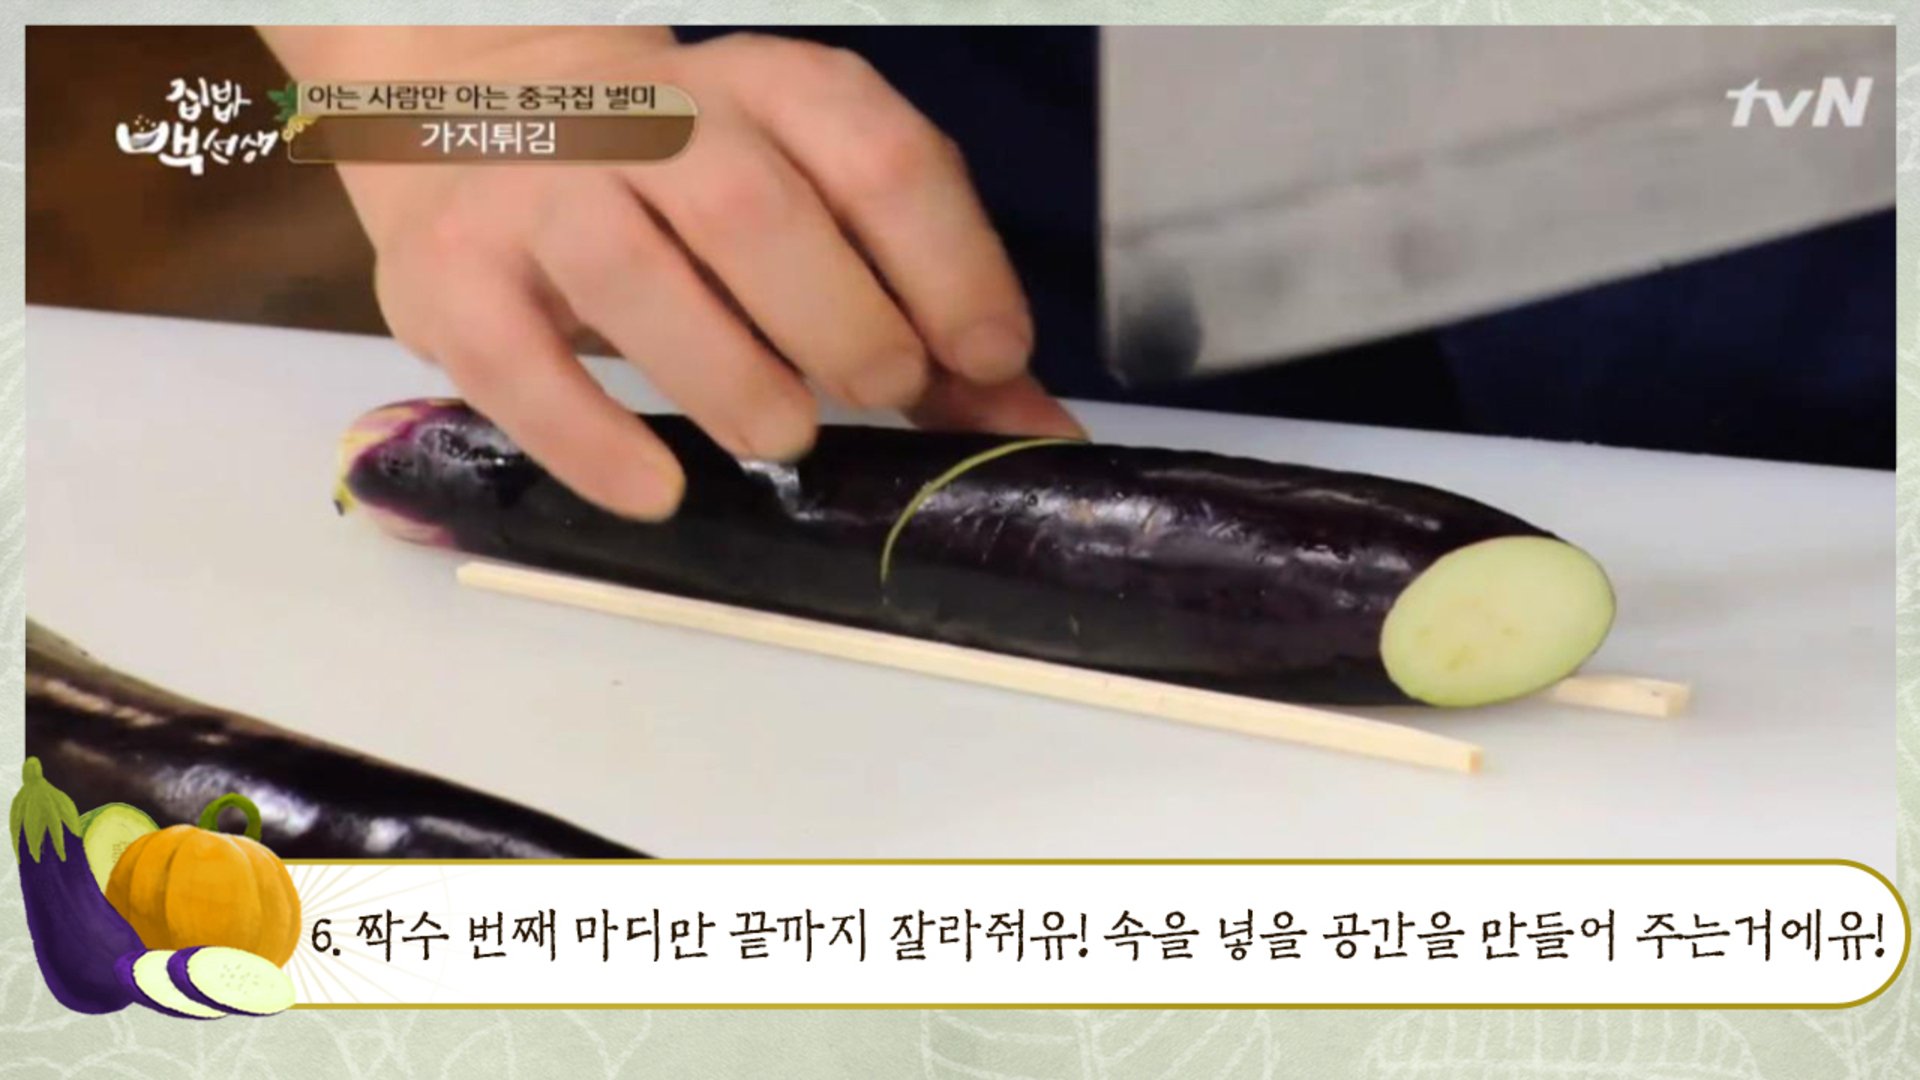 집밥
백선생
아는 사람만 아는 중국집 별미
가지튀김
tvN
6. 짝수 번째 마디만 끝까지 잘라줘유! 속을 넣을 공간을 만들어 주는거에유!